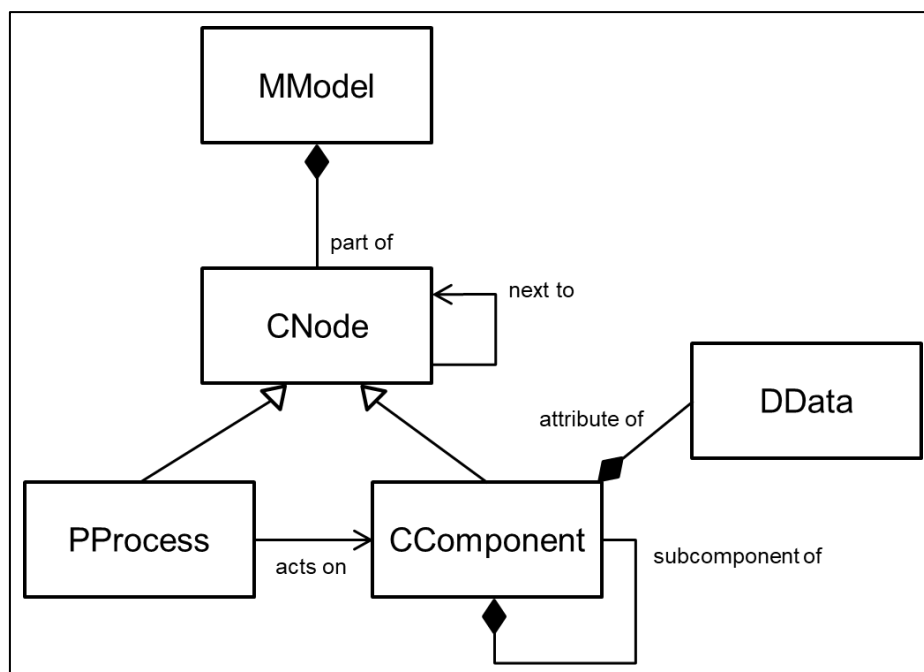 MModel
part of
CNode
next to
DData
attribute of
PProcess
acts on
CComponent
subcomponent of